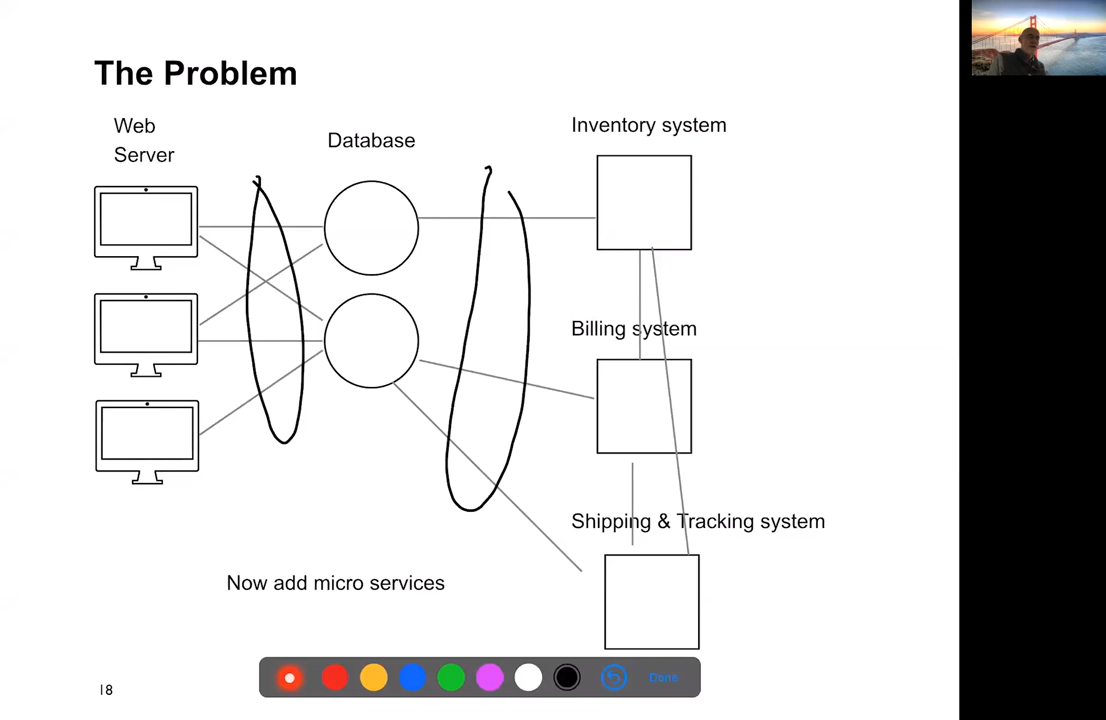 The Problem
Web
Server
Database
Inventory system
Billing system
Shipping & Tracking system
Now add micro services
18
Done